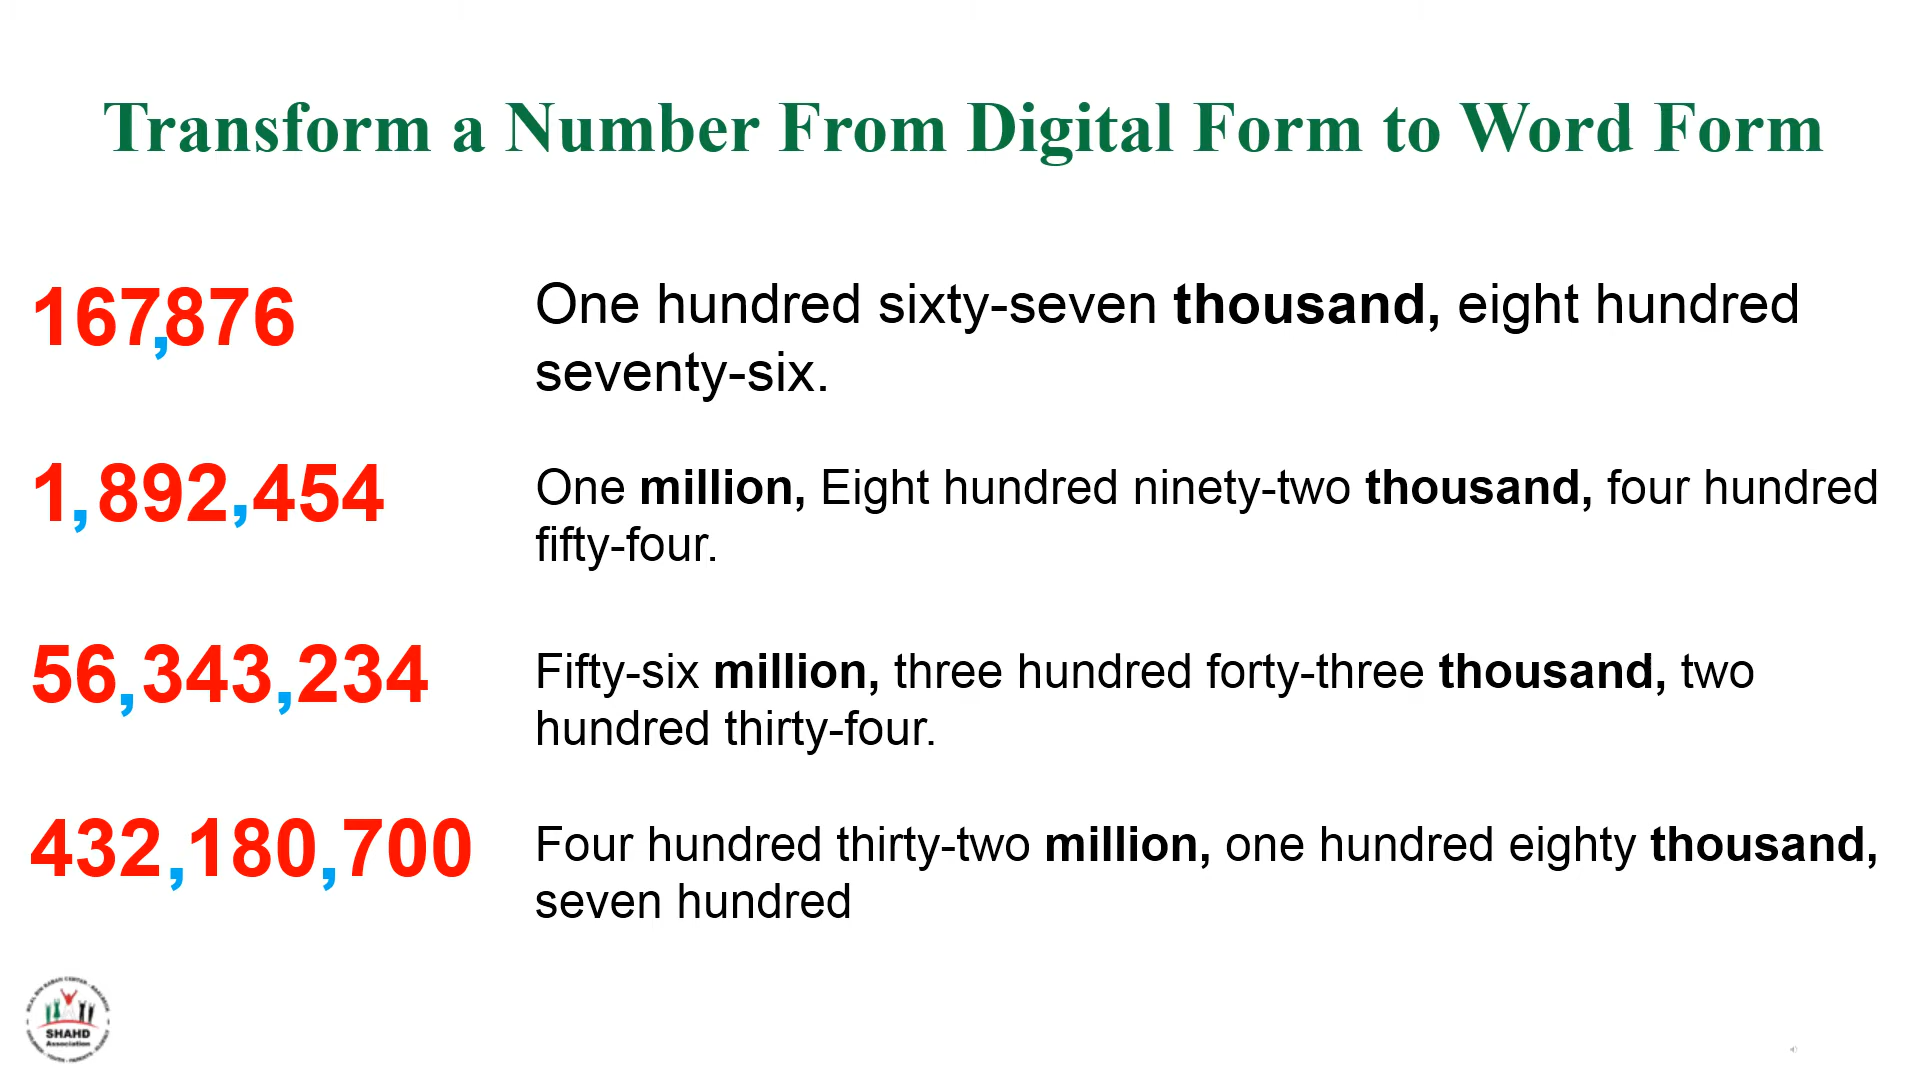 Transform a Number From Digital Form to Word Form
167,876
One hundred sixty-seven thousand, eight hundred
seventy-six.
1,892,454
One million, Eight hundred ninety-two thousand, four hundred
fifty-four.
56,343,234
Fifty-six million, three hundred forty-three thousand, two
hundred thirty-four.
432,180,700
Four hundred thirty-two million, one hundred eighty thousand,
seven hundred
SHAHD
Association